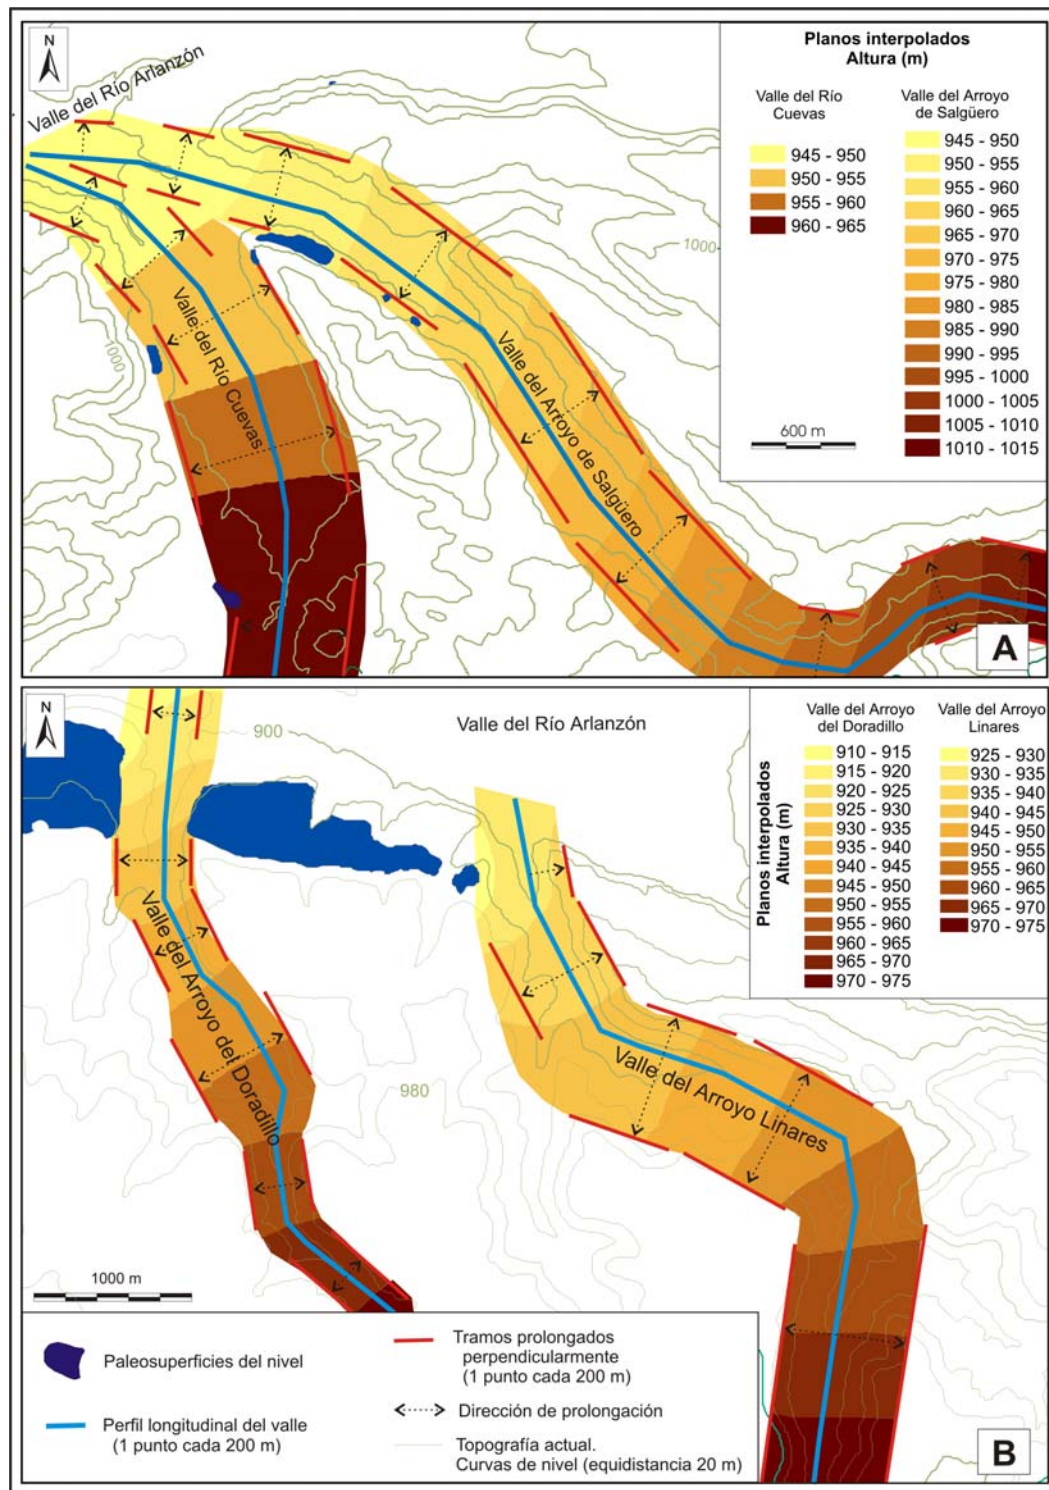 N
Valle del Río Arlanzón
Planos interpolados
Altura (m)
Valle del Río
Cuevas
945 - 950
950 - 955
955 - 960
960 - 965
Valle del Arroyo
de Salgüero
945 - 950
950 - 955
955 - 960
960 - 965
965 - 970
970 - 975
975 - 980
980 - 985
985 - 990
990 - 995
995 - 1000
1000 - 1005
1005 - 1010
1010 - 1015
1000
1000
Valle del Río Cuevas
Valle del Arroyo de Salgüero
600 m
A
N
900
Valle del Río Arlanzón
Planos interpolados
Altura (m)
Valle del Arroyo
del Doradillo
910 - 915
915 - 920
920 - 925
925 - 930
930 - 935
935 - 940
940 - 945
945 - 950
950 - 955
955 - 960
960 - 965
965 - 970
970 - 975
Valle del Arroyo
Linares
925 - 930
930 - 935
935 - 940
940 - 945
945 - 950
950 - 955
955 - 960
960 - 965
965 - 970
970 - 975
Valle del Arroyo del Doradillo
980
Valle del Arroyo Linares
1000 m
Paleosuperficies del nivel
Perfil longitudinal del valle
(1 punto cada 200 m)
Tramos prolongados
perpendicularmente
(1 punto cada 200 m)
Dirección de prolongación
Topografía actual.
Curvas de nivel (equidistancia 20 m)
B